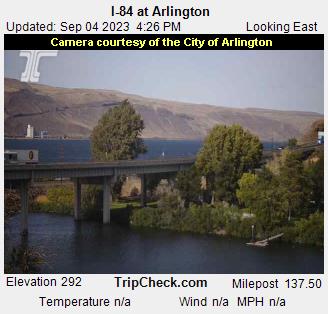 I-84 at Arlington
Updated: Sep 04 2023 4:26 PM Looking East
Camera courtesy of the City of Arlington
Elevation 292 TripCheck.com Milepost 137.50
Temperature n/a Wind n/a MPH n/a